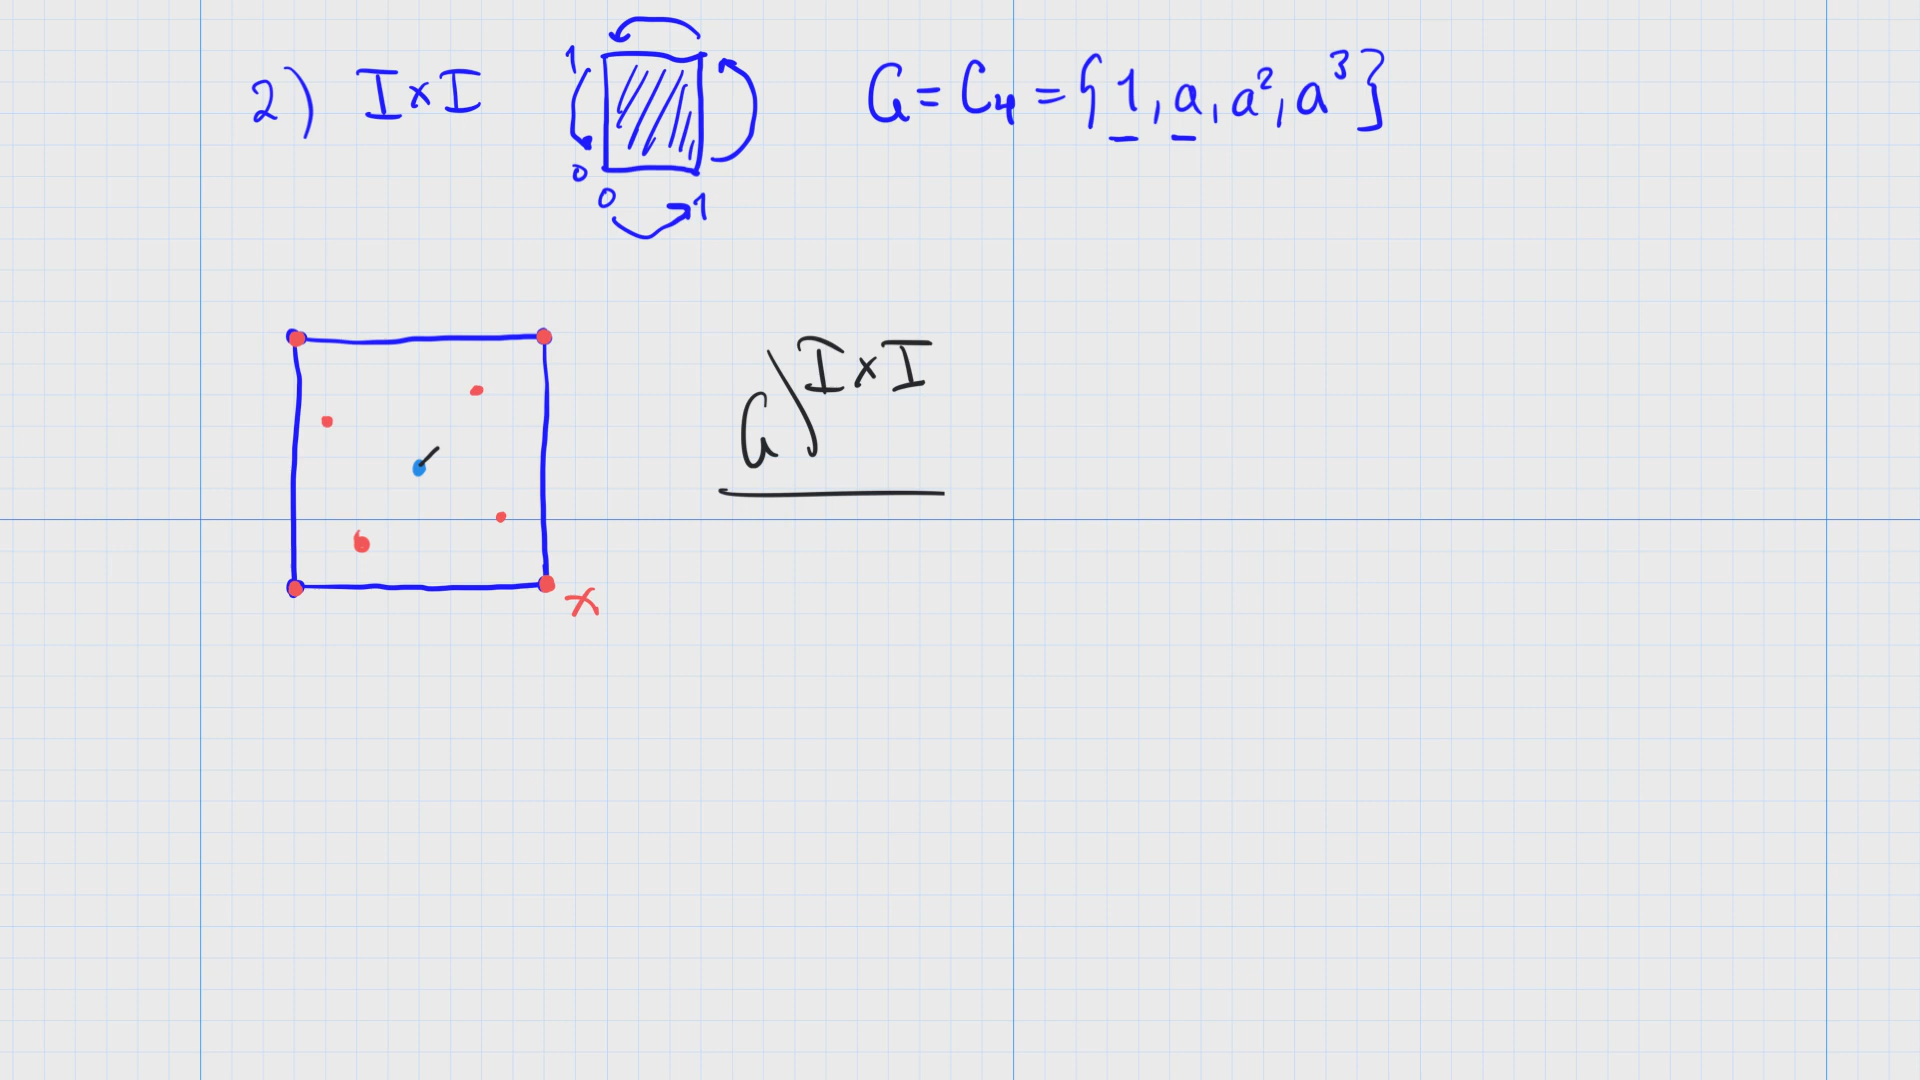 2) I×I 1 0 0 1 G = C₄ = {1, a, a², a³}
G\I×I
x